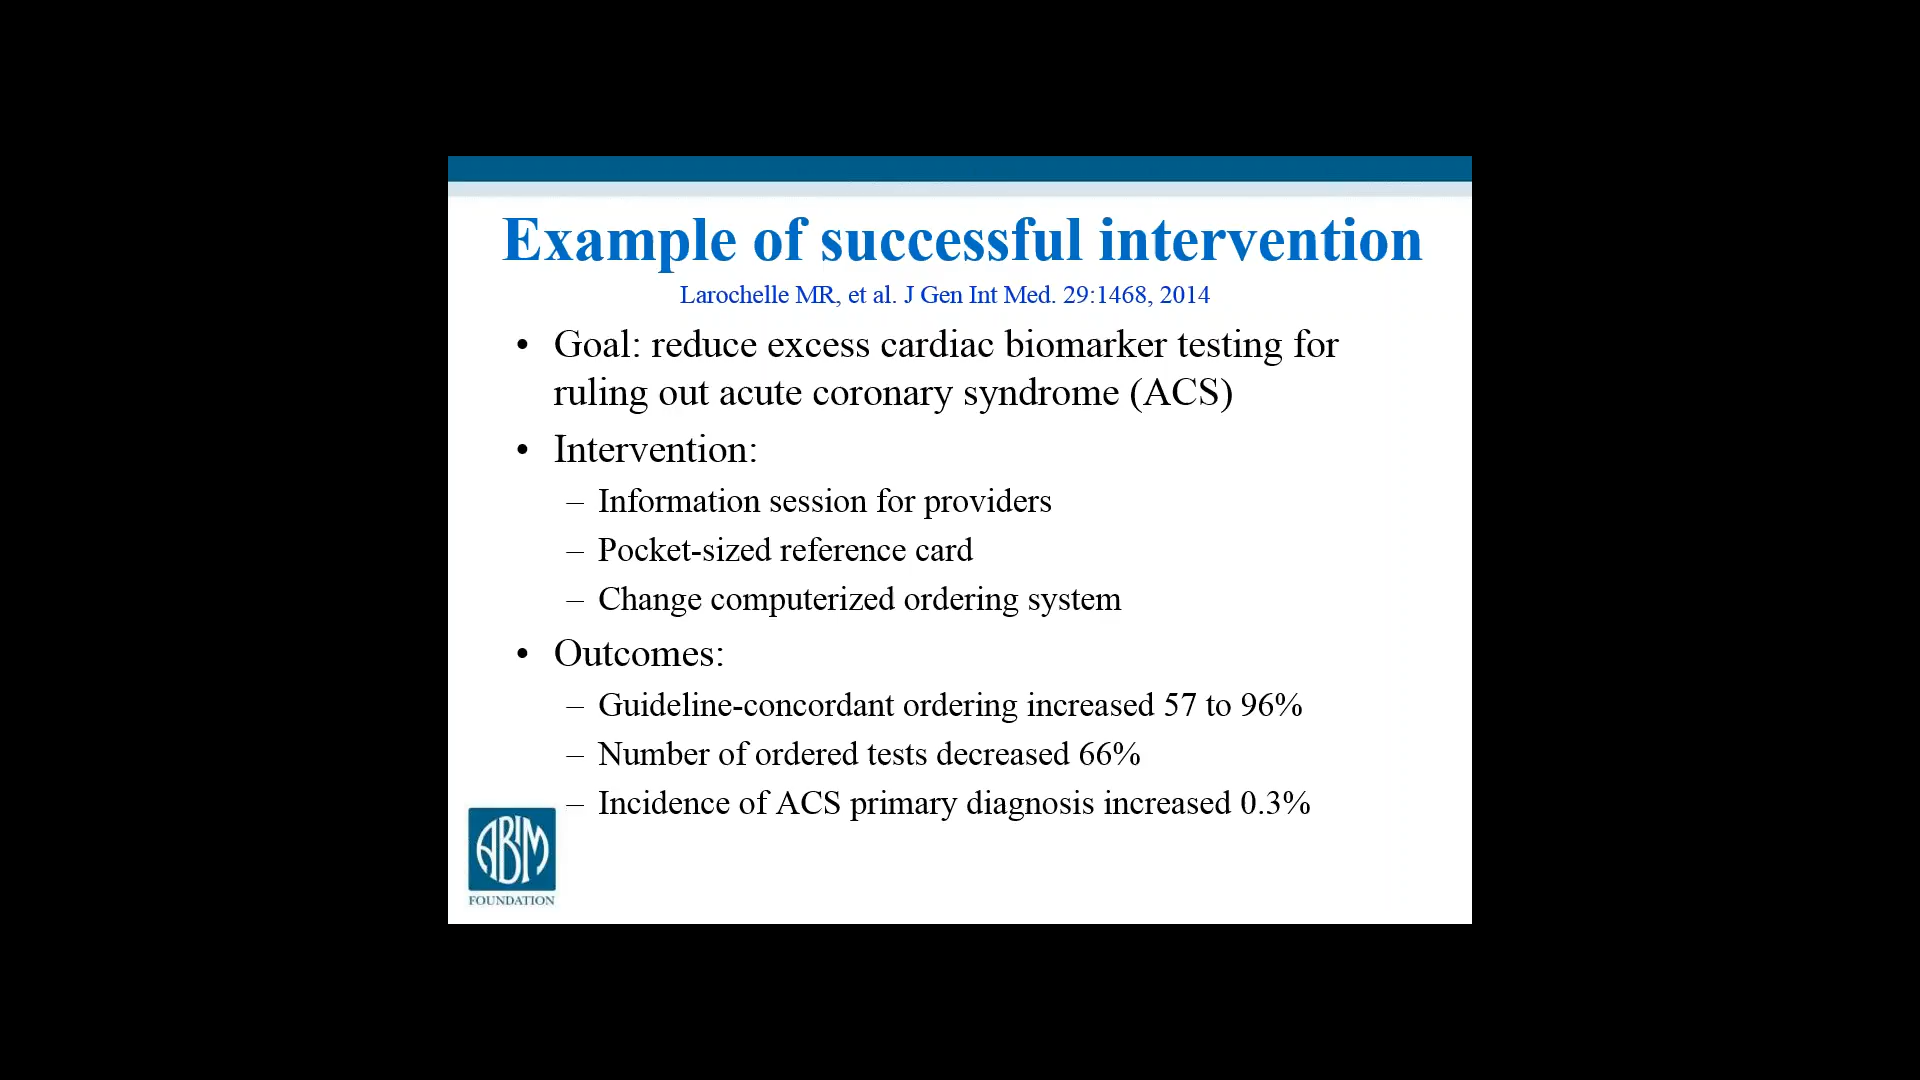 Example of successful intervention
Larochelle MR, et al. J Gen Int Med. 29:1468, 2014
• Goal: reduce excess cardiac biomarker testing for
ruling out acute coronary syndrome (ACS)
• Intervention:
– Information session for providers
– Pocket-sized reference card
– Change computerized ordering system
• Outcomes:
– Guideline-concordant ordering increased 57 to 96%
– Number of ordered tests decreased 66%
– Incidence of ACS primary diagnosis increased 0.3%
ABIM
FOUNDATION